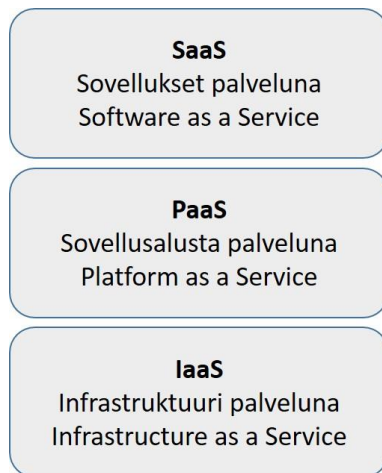 SaaS
Sovellukset palveluna
Software as a Service
PaaS
Sovellusalusta palveluna
Platform as a Service
IaaS
Infrastruktuuri palveluna
Infrastructure as a Service